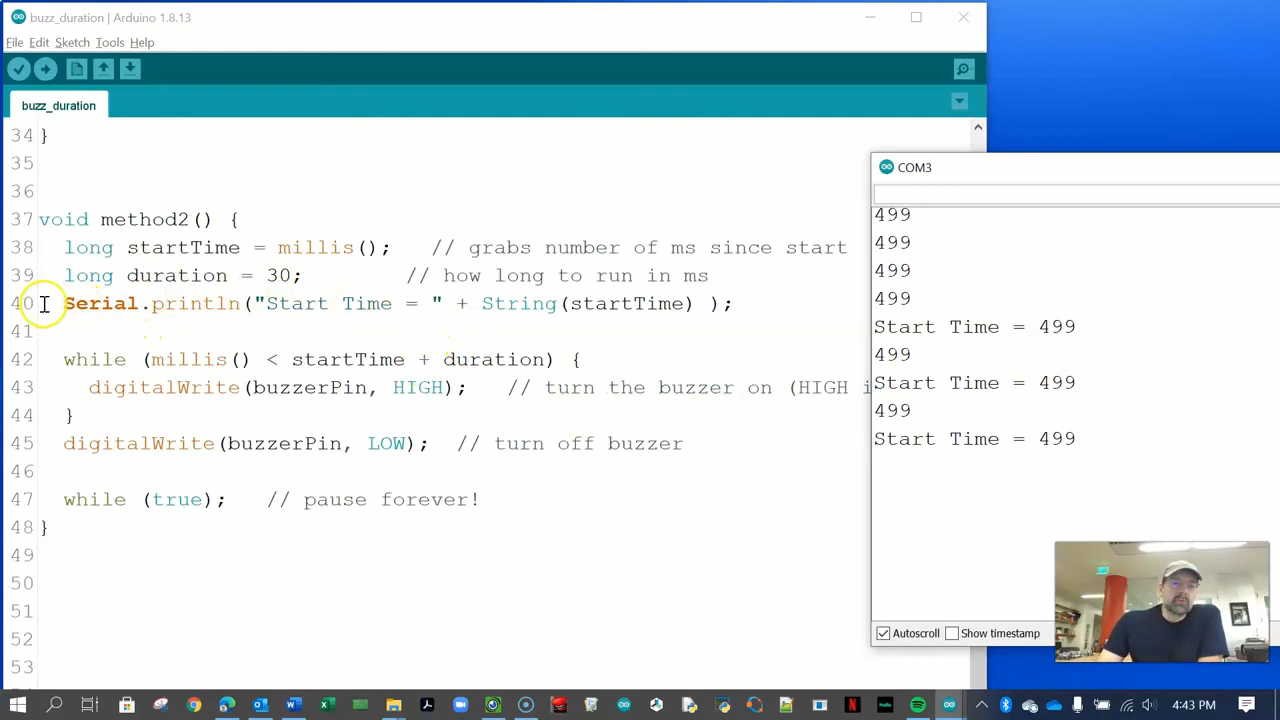 buzz_duration | Arduino 1.8.13
File Edit Sketch Tools Help
buzz_duration
34 }
35
36
37 void method2() {
38 long startTime = millis(); // grabs number of ms since start
39 long duration = 30; // how long to run in ms
40 Serial.println("Start Time = " + String(startTime) );
41
42 while (millis() < startTime + duration) {
43 digitalWrite(buzzerPin, HIGH); // turn the buzzer on (HIGH i
44 }
45 digitalWrite(buzzerPin, LOW); // turn off buzzer
46
47 while (true); // pause forever!
48 }
49
50
51
52
53
COM3
499
499
499
499
Start Time = 499
499
Start Time = 499
499
Start Time = 499
Autoscroll Show timestamp
4:43 PM